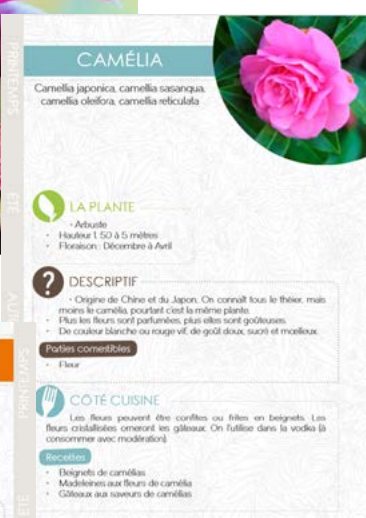 CAMÉLIA
Camellia japonica, camellia sasanqua,
camellia oleifora, camellia reticulata
PRINTEMPS
ÉTÉ
AUT
PRINTEMPS
ÉTÉ
LA PLANTE
• Arbuste
• Hauteur 1, 50 à 5 mètres
• Floraison : Décembre à Avril
? DESCRIPTIF
• Origine de Chine et du Japon. On connaît tous le théier, mais
moins le camélia, pourtant c'est la même plante.
• Plus les fleurs sont parfumées, plus elles sont goûteuses.
• De couleur blanche ou rouge vif, de goût doux, sucré et moelleux.
Parties comestibles
• Fleur
CÔTÉ CUISINE
Les fleurs peuvent être confites ou frites en beignets. Les
fleurs cristallisées orneront les gâteaux. On l'utilise dans la vodka (à
consommer avec modération).
Recettes
• Beignets de camélias
• Madeleines aux fleurs de camélia
• Gâteaux aux saveurs de camélias